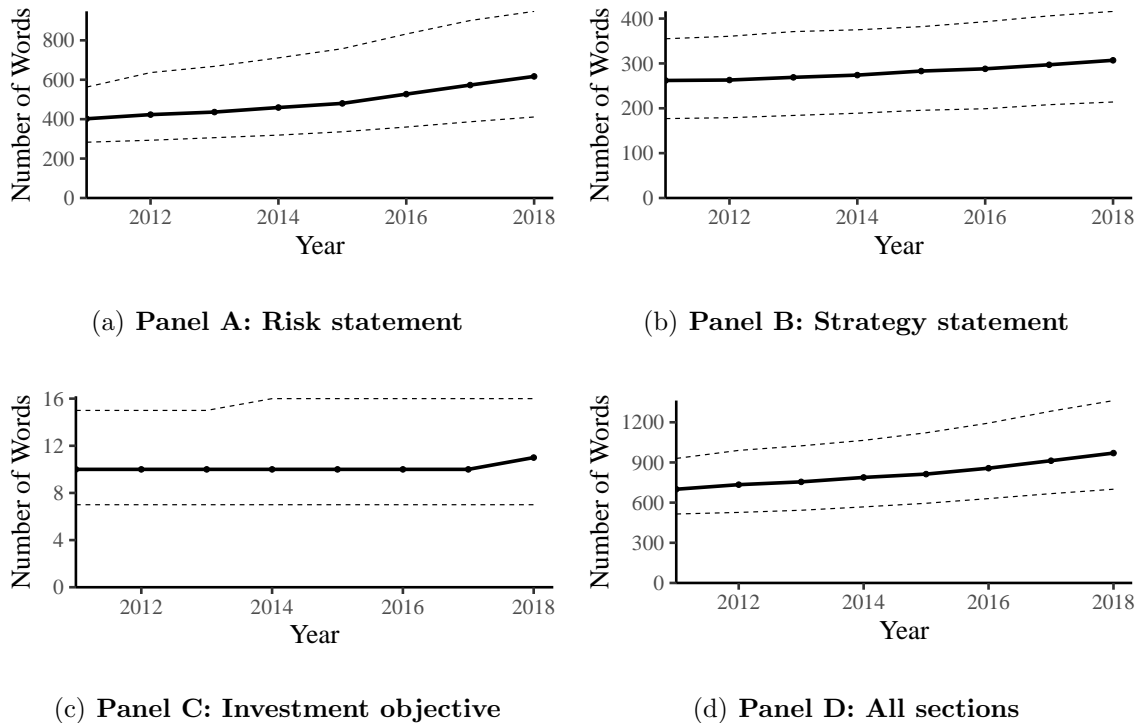 Number of Words
800
600
400
200
0
2012 2014 2016 2018
Year
(a) Panel A: Risk statement
Number of Words
400
300
200
100
0
2012 2014 2016 2018
Year
(b) Panel B: Strategy statement
Number of Words
16
12
8
4
0
2012 2014 2016 2018
Year
(c) Panel C: Investment objective
Number of Words
1200
900
600
300
0
2012 2014 2016 2018
Year
(d) Panel D: All sections